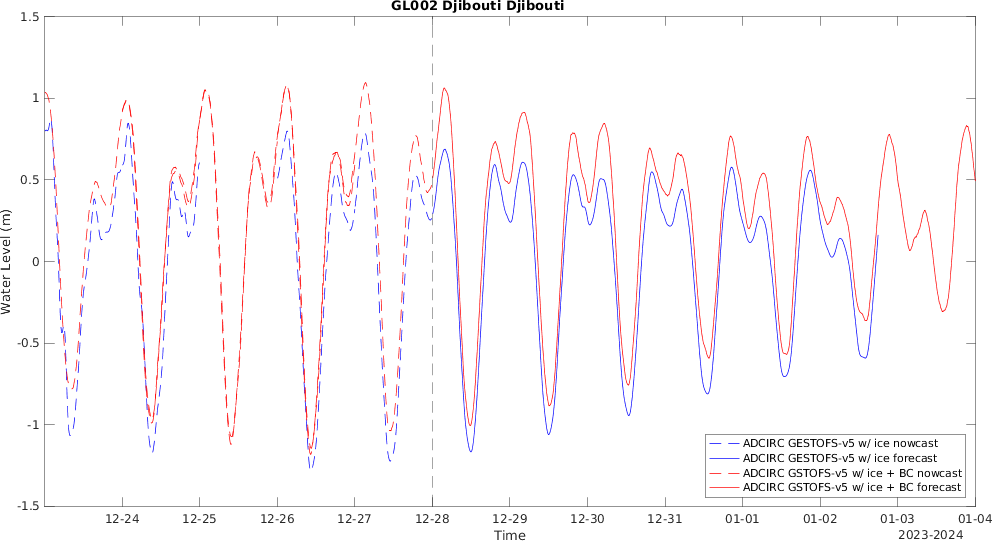 GL002 Djibouti Djibouti
1.5
1
0.5
0
-0.5
-1
-1.5
Water Level (m)
ADCIRC GESTOFS-v5 w/ ice nowcast
ADCIRC GESTOFS-v5 w/ ice forecast
ADCIRC GSTOFS-v5 w/ ice + BC nowcast
ADCIRC GSTOFS-v5 w/ ice + BC forecast
12-24 12-25 12-26 12-27 12-28 12-29 12-30 12-31 01-01 01-02 01-03 01-04
Time
2023-2024